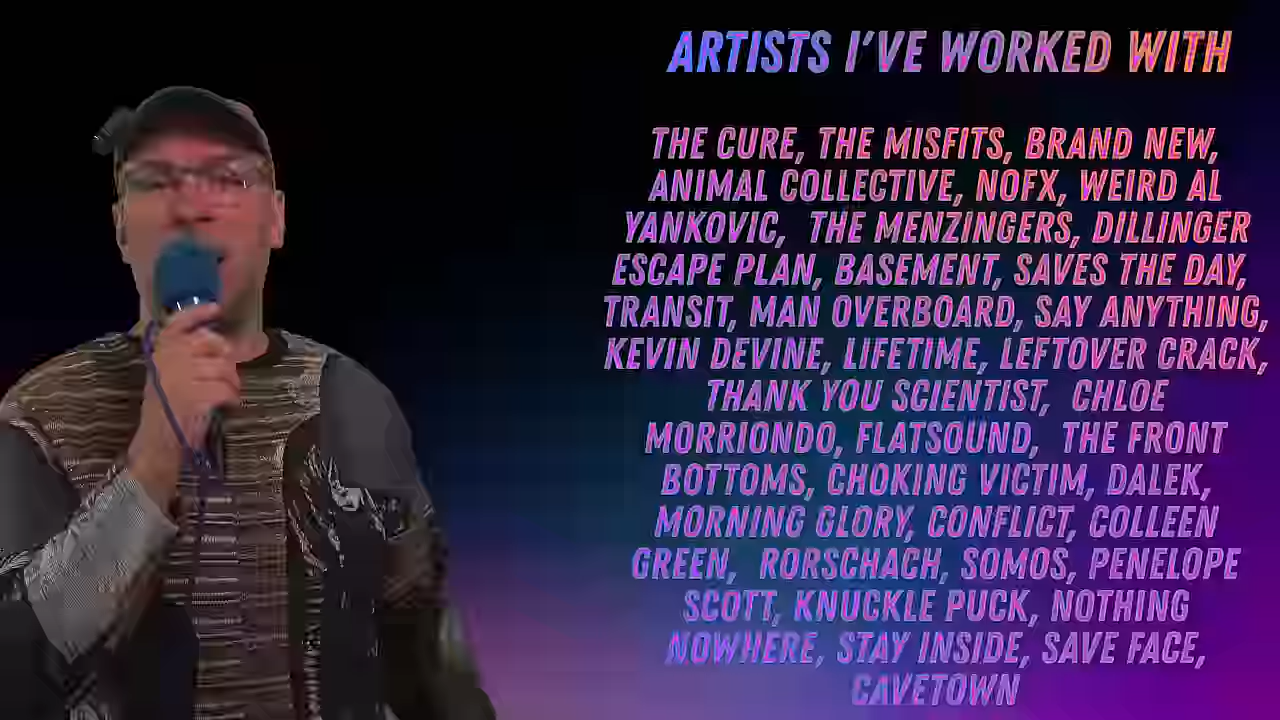 ARTISTS I'VE WORKED WITH
THE CURE, THE MISFITS, BRAND NEW,
ANIMAL COLLECTIVE, NOFX, WEIRD AL
YANKOVIC, THE MENZINGERS, DILLINGER
ESCAPE PLAN, BASEMENT, SAVES THE DAY,
TRANSIT, MAN OVERBOARD, SAY ANYTHING,
KEVIN DEVINE, LIFETIME, LEFTOVER CRACK,
THANK YOU SCIENTIST, CHLOE
MORRIONDO, FLATSOUND, THE FRONT
BOTTOMS, CHOKING VICTIM, DALEK,
MORNING GLORY, CONFLICT, COLLEEN
GREEN, RORSCHACH, SOMOS, PENELOPE
SCOTT, KNUCKLE PUCK, NOTHING
NOWHERE, STAY INSIDE, SAVE FACE,
CAVETOWN